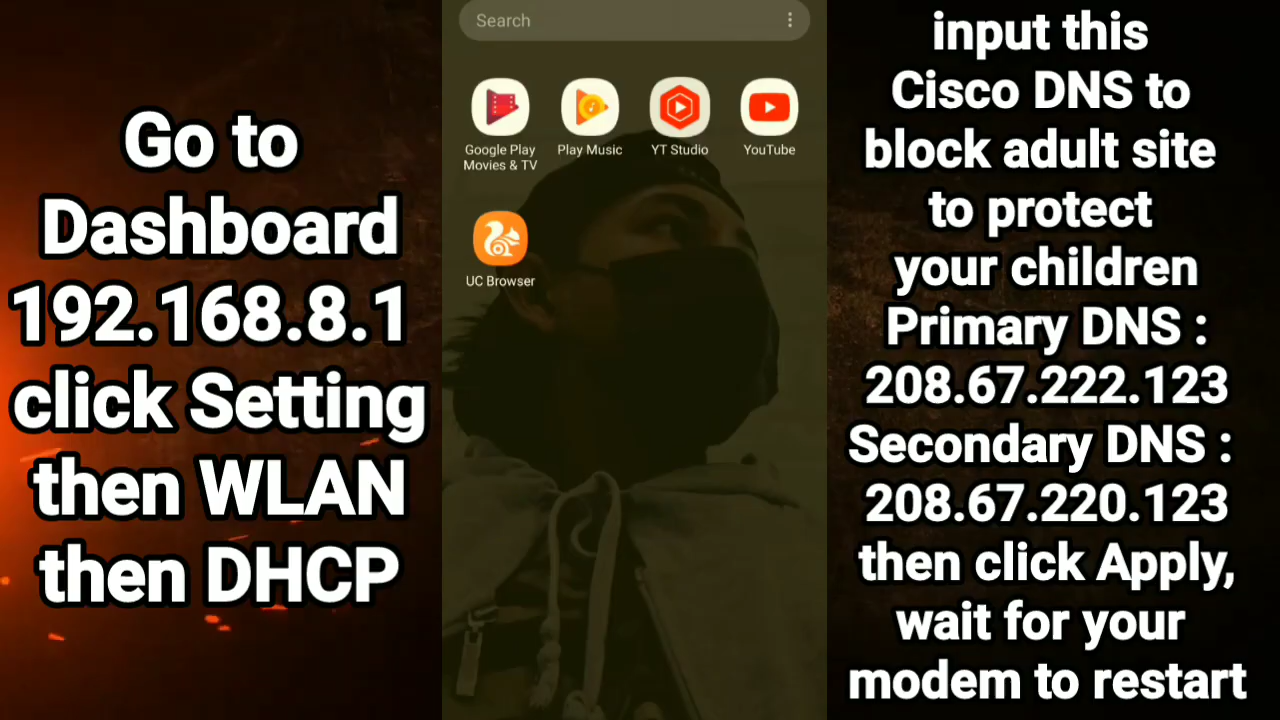 Go to
Dashboard
192.168.8.1
click Setting
then WLAN
then DHCP
Search
Google Play
Movies & TV
Play Music
YT Studio
YouTube
UC Browser
input this
Cisco DNS to
block adult site
to protect
your children
Primary DNS :
208.67.222.123
Secondary DNS :
208.67.220.123
then click Apply,
wait for your
modem to restart